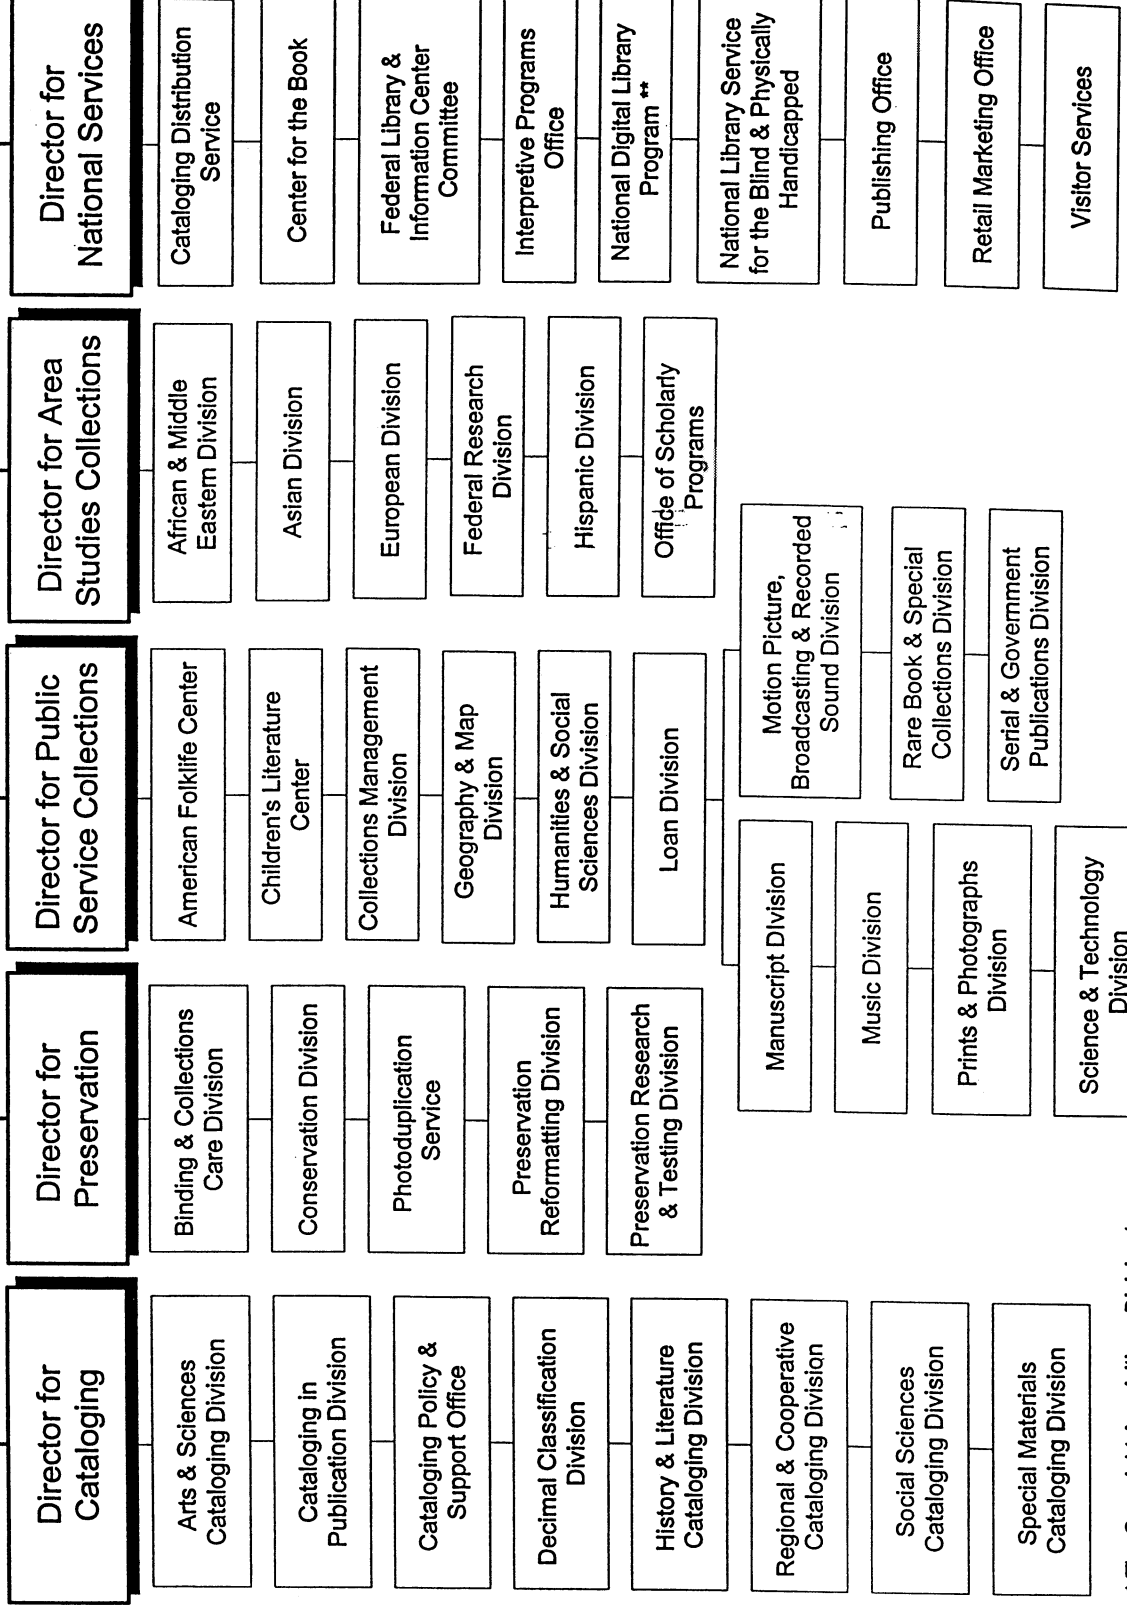 Director for
Cataloging
Arts & Sciences
Cataloging Division
Cataloging in
Publication Division
Cataloging Policy &
Support Office
Decimal Classification
Division
History & Literature
Cataloging Division
Regional & Cooperative
Cataloging Division
Social Sciences
Cataloging Division
Special Materials
Cataloging Division
Director for
Preservation
Binding & Collections
Care Division
Conservation Division
Photoduplication
Service
Preservation
Reformatting Division
Preservation Research
& Testing Division
Director for Public
Service Collections
American Folklife Center
Children's Literature
Center
Collections Management
Division
Geography & Map
Division
Humanities & Social
Sciences Division
Loan Division
Manuscript DIvision
Music Division
Prints & Photographs
Division
Science & Technology
Division
Motion Picture,
Broadcasting & Recorded
Sound Division
Rare Book & Special
Collections Division
Serial & Government
Publications Division
Director for Area
Studies Collections
African & Middle
Eastern Division
Asian Division
European Division
Federal Research
Division
Hispanic Division
Office of Scholarly
Programs
Director for
National Services
Cataloging Distribution
Service
Center for the Book
Federal Library &
Information Center
Committee
Interpretive Programs
Office
National Digital Library
Program **
National Library Service
for the Blind & Physically
Handicapped
Publishing Office
Retail Marketing Office
Visitor Services